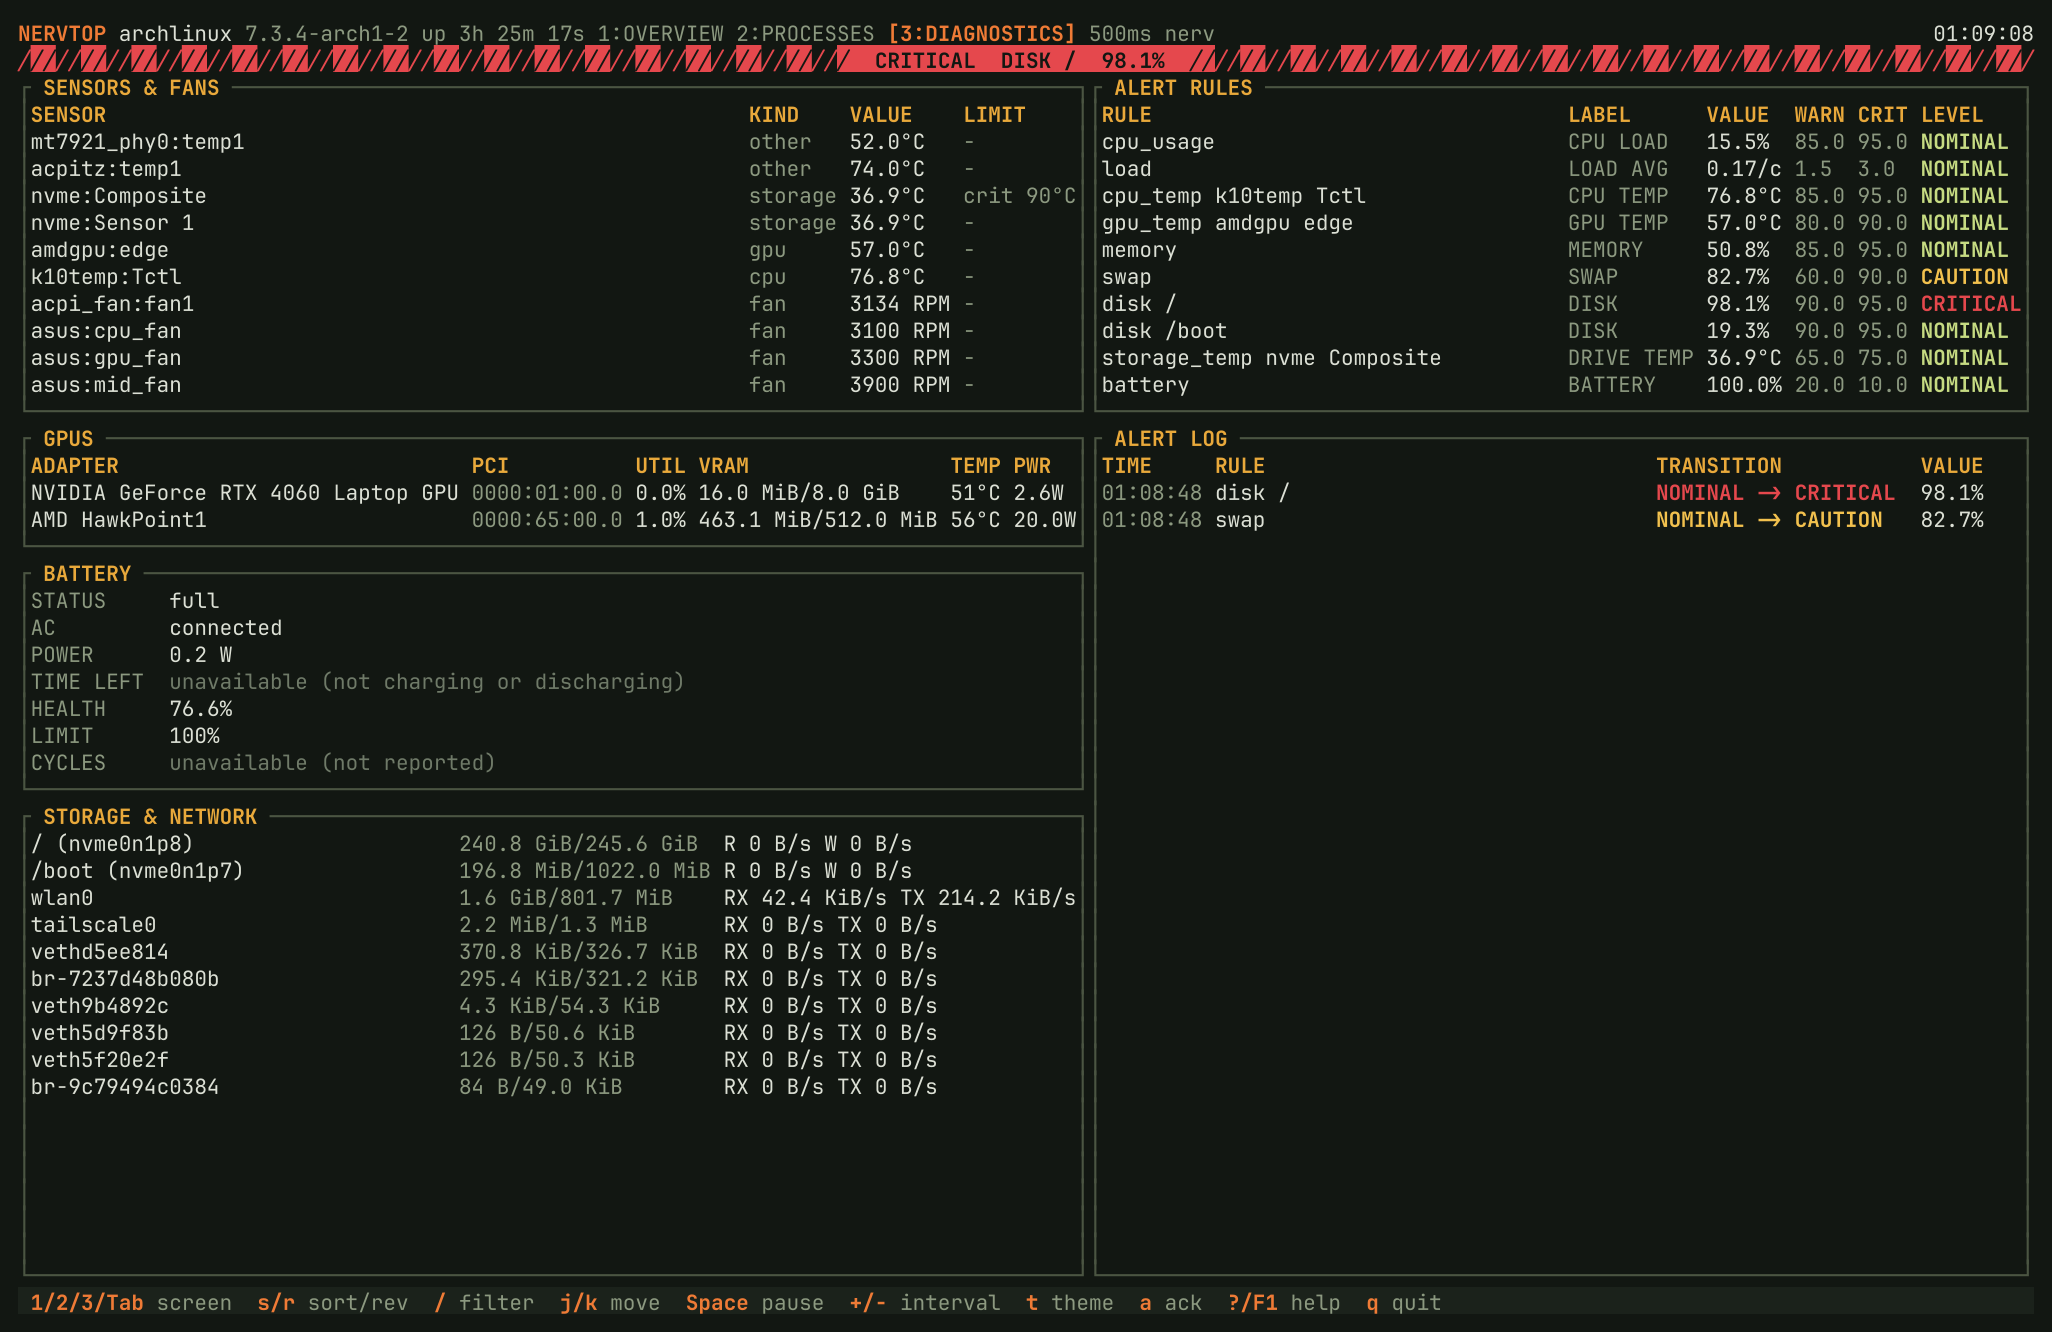 NERVTOP archlinux 7.3.4-arch1-2 up 3h 25m 17s 1:OVERVIEW 2:PROCESSES [3:DIAGNOSTICS] 500ms nerv 01:09:08
CRITICAL DISK / 98.1%
SENSORS & FANS
SENSOR KIND VALUE LIMIT
mt7921_phy0:temp1 other 52.0°C -
acpitz:temp1 other 74.0°C -
nvme:Composite storage 36.9°C crit 90°C
nvme:Sensor 1 storage 36.9°C -
amdgpu:edge gpu 57.0°C -
k10temp:Tctl cpu 76.8°C -
acpi_fan:fan1 fan 3134 RPM -
asus:cpu_fan fan 3100 RPM -
asus:gpu_fan fan 3300 RPM -
asus:mid_fan fan 3900 RPM -
ALERT RULES
RULE LABEL VALUE WARN CRIT LEVEL
cpu_usage CPU LOAD 15.5% 85.0 95.0 NOMINAL
load LOAD AVG 0.17/c 1.5 3.0 NOMINAL
cpu_temp k10temp Tctl CPU TEMP 76.8°C 85.0 95.0 NOMINAL
gpu_temp amdgpu edge GPU TEMP 57.0°C 80.0 90.0 NOMINAL
memory MEMORY 50.8% 85.0 95.0 NOMINAL
swap SWAP 82.7% 60.0 90.0 CAUTION
disk / DISK 98.1% 90.0 95.0 CRITICAL
disk /boot DISK 19.3% 90.0 95.0 NOMINAL
storage_temp nvme Composite DRIVE TEMP 36.9°C 65.0 75.0 NOMINAL
battery BATTERY 100.0% 20.0 10.0 NOMINAL
GPUS
ADAPTER PCI UTIL VRAM TEMP PWR
NVIDIA GeForce RTX 4060 Laptop GPU 0000:01:00.0 0.0% 16.0 MiB/8.0 GiB 51°C 2.6W
AMD HawkPoint1 0000:65:00.0 1.0% 463.1 MiB/512.0 MiB 56°C 20.0W
ALERT LOG
TIME RULE TRANSITION VALUE
01:08:48 disk / NOMINAL → CRITICAL 98.1%
01:08:48 swap NOMINAL → CAUTION 82.7%
BATTERY
STATUS full
AC connected
POWER 0.2 W
TIME LEFT unavailable (not charging or discharging)
HEALTH 76.6%
LIMIT 100%
CYCLES unavailable (not reported)
STORAGE & NETWORK
/ (nvme0n1p8) 240.8 GiB/245.6 GiB R 0 B/s W 0 B/s
/boot (nvme0n1p7) 196.8 MiB/1022.0 MiB R 0 B/s W 0 B/s
wlan0 1.6 GiB/801.7 MiB RX 42.4 KiB/s TX 214.2 KiB/s
tailscale0 2.2 MiB/1.3 MiB RX 0 B/s TX 0 B/s
vethd5ee814 370.8 KiB/326.7 KiB RX 0 B/s TX 0 B/s
br-7237d48b080b 295.4 KiB/321.2 KiB RX 0 B/s TX 0 B/s
veth9b4892c 4.3 KiB/54.3 KiB RX 0 B/s TX 0 B/s
veth5d9f83b 126 B/50.6 KiB RX 0 B/s TX 0 B/s
veth5f20e2f 126 B/50.3 KiB RX 0 B/s TX 0 B/s
br-9c79494c0384 84 B/49.0 KiB RX 0 B/s TX 0 B/s
1/2/3/Tab screen s/r sort/rev / filter j/k move Space pause +/- interval t theme a ack ?/F1 help q quit